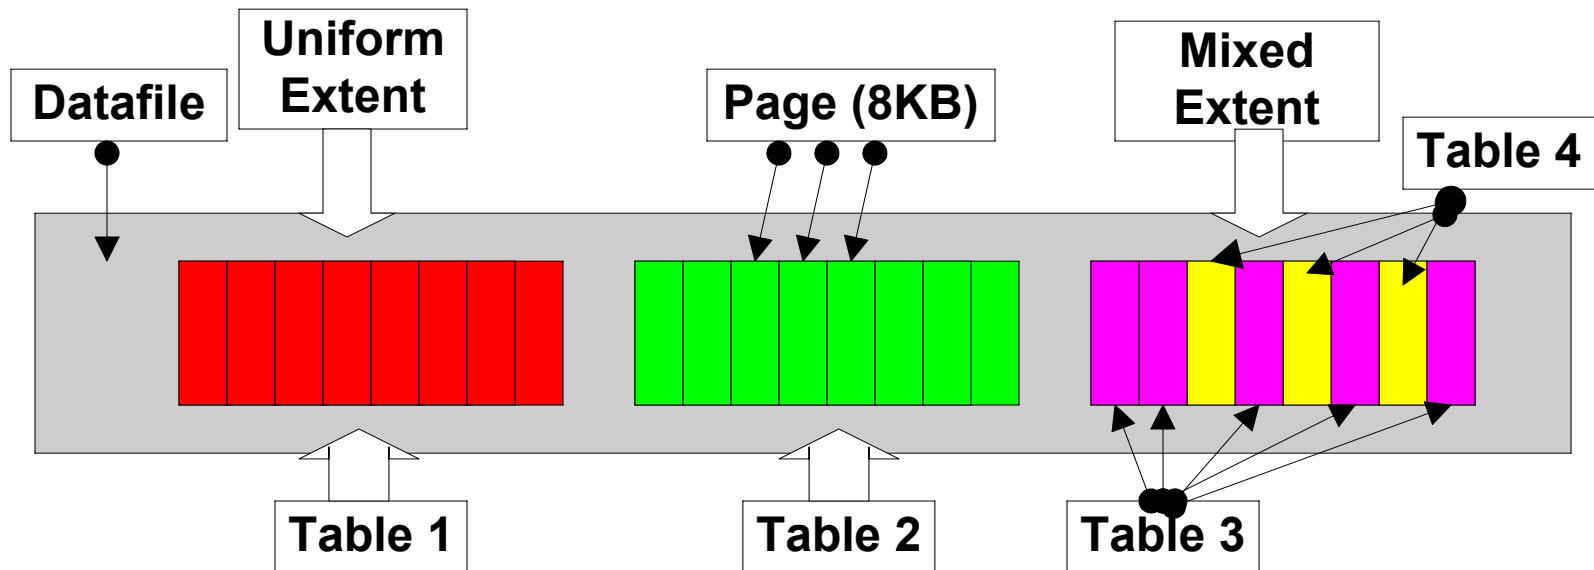 Uniform
Extent
Mixed
Extent
Datafile
Page (8KB)
Table 4
Table 1
Table 2
Table 3